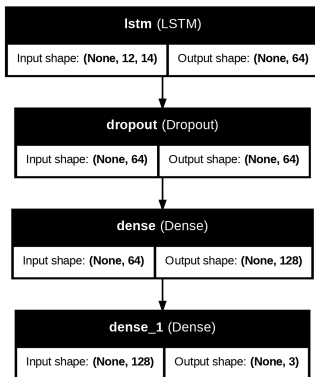 lstm (LSTM)
Input shape: (None, 12, 14) Output shape: (None, 64)
dropout (Dropout)
Input shape: (None, 64) Output shape: (None, 64)
dense (Dense)
Input shape: (None, 64) Output shape: (None, 128)
dense_1 (Dense)
Input shape: (None, 128) Output shape: (None, 3)